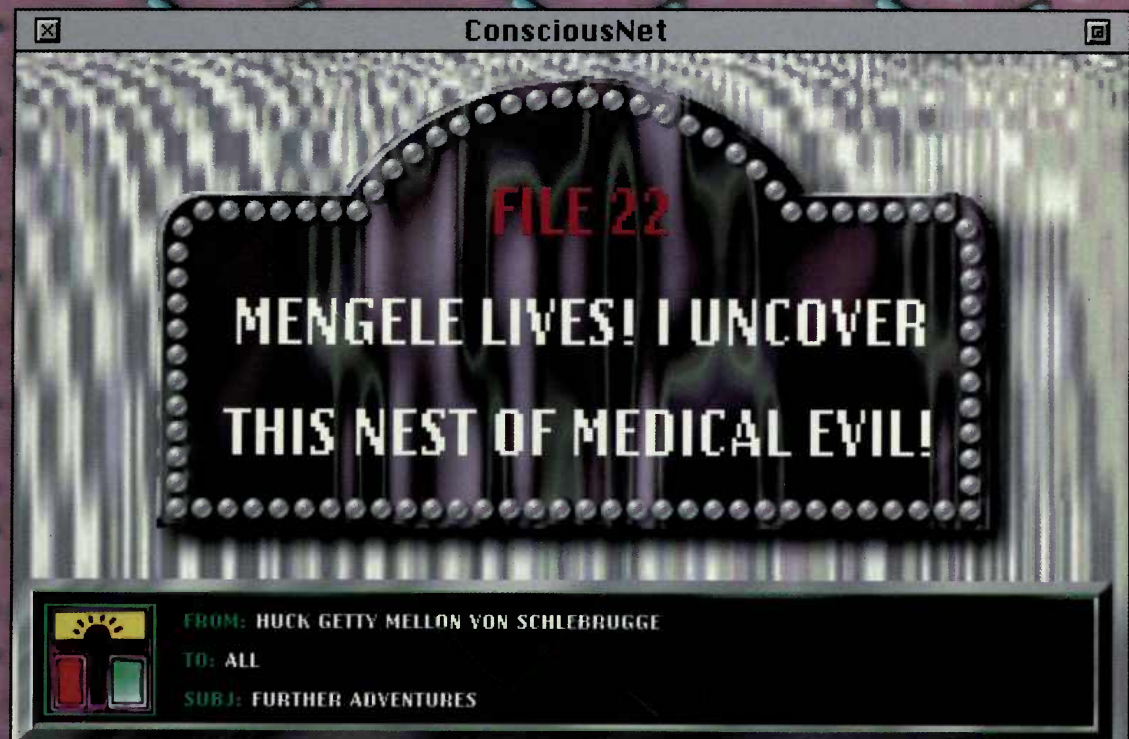 ConsciousNet
FILE 22
MENGELE LIVES! I UNCOVER
THIS NEST OF MEDICAL EVIL!
FROM: HUCK GETTY MELLON VON SCHLEBRUGGE
TO: ALL
SUBJ: FURTHER ADVENTURES